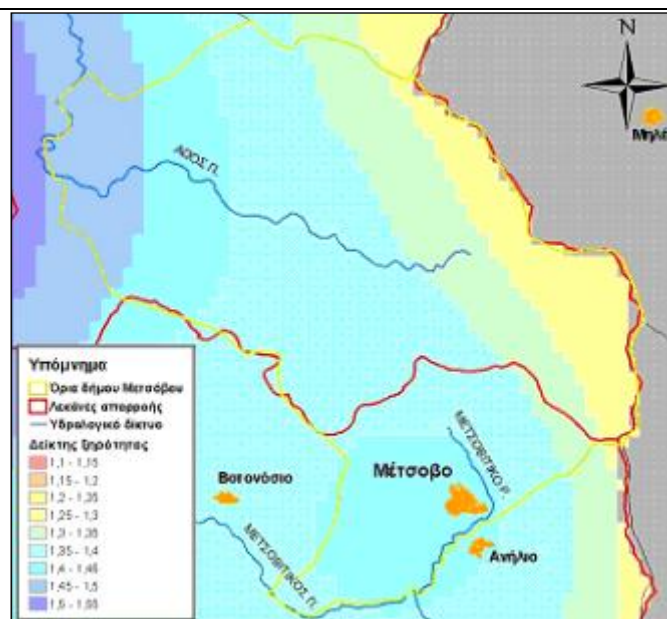 N
Μηλέ
ΑΩΟΣ Π.
Υπόμνημα
Όρια δήμου Μετσόβου
Λεκάνες απορροής
Υδρολογικό δίκτυο
Δείκτης ξηρότητας
1,1 - 1,15
1,15 - 1,2
1,2 - 1,35
1,25 - 1,3
1,3 - 1,35
1,35 - 1,4
1,4 - 1,45
1,45 - 1,5
1,5 - 1,55
Βοτονόσιο
Μέτσοβο
ΜΕΤΣΟΒΙΤΙΚΟ Ρ.
Ανήλιο
ΜΕΤΣΟΒΙΤΙΚΟΣ Π.